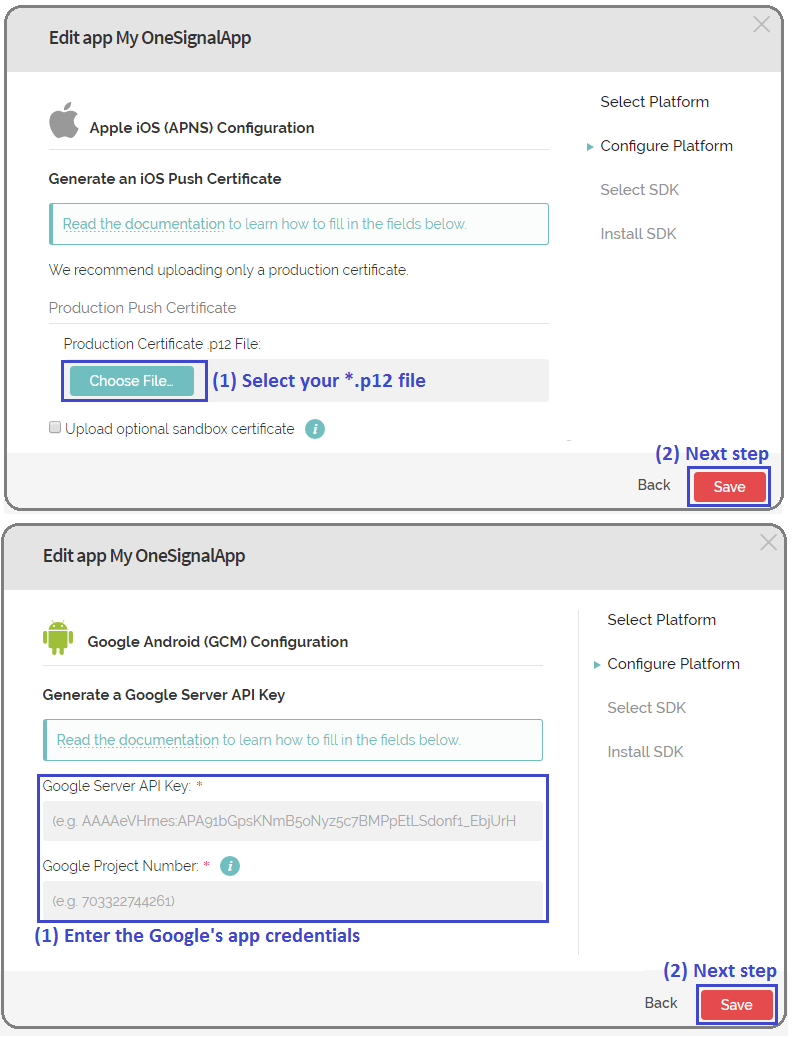 Edit app My OneSignalApp
Apple iOS (APNS) Configuration
Generate an iOS Push Certificate
Read the documentation to learn how to fill in the fields below.
We recommend uploading only a production certificate.
Production Push Certificate
Production Certificate .p12 File:
Choose File...
(1) Select your *.p12 file
Upload optional sandbox certificate i
Select Platform
Configure Platform
Select SDK
Install SDK
(2) Next step
Back
Save
Edit app My OneSignalApp
Google Android (GCM) Configuration
Generate a Google Server API Key
Read the documentation to learn how to fill in the fields below.
Google Server API Key: *
(e.g. AAAAeVHrnes:APA91bGpsKNmB5oNyz5c7BMPpEtLSdonf1_EbjUrH
Google Project Number: * i
(e.g. 703322744261)
(1) Enter the Google's app credentials
Select Platform
Configure Platform
Select SDK
Install SDK
(2) Next step
Back
Save